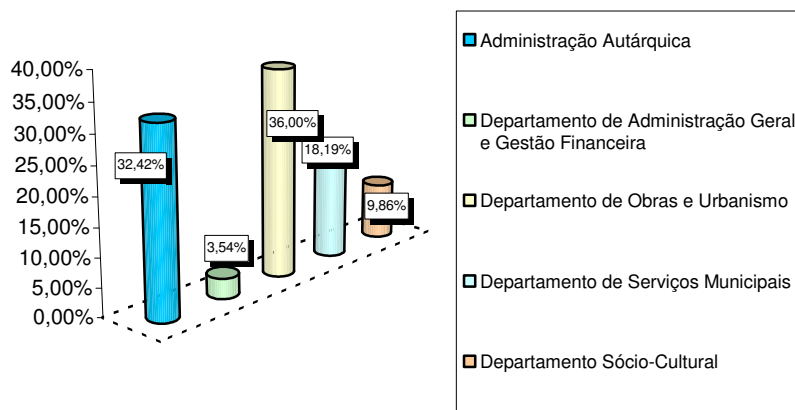 40,00%
35,00%
30,00%
25,00%
20,00%
15,00%
10,00%
5,00%
0,00%
32,42%
3,54%
36,00%
18,19%
9,86%
Administração Autárquica
Departamento de Administração Geral
e Gestão Financeira
Departamento de Obras e Urbanismo
Departamento de Serviços Municipais
Departamento Sócio-Cultural